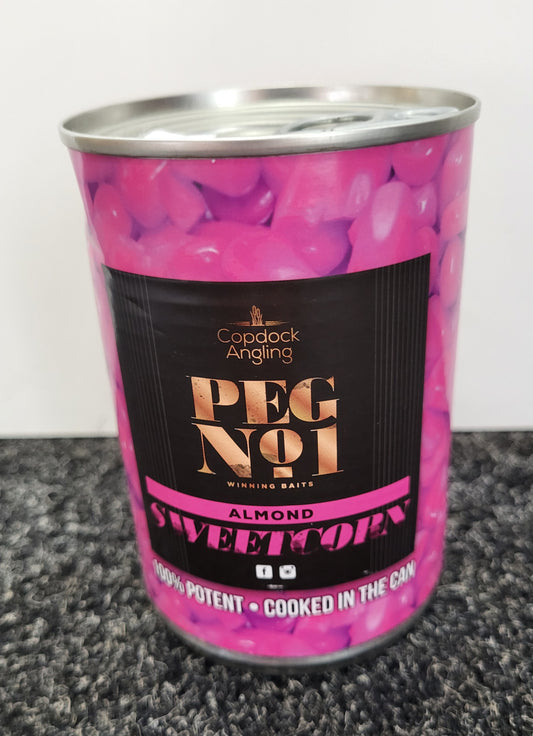 Copdock
Angling
PEG
No1
WINNING BAITS
ALMOND
SWEETCORN
100% POTENT • COOKED IN THE CAN